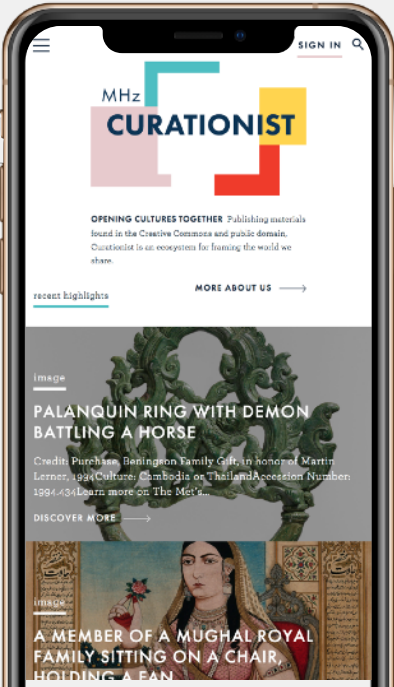 SIGN IN
MHz
CURATIONIST
OPENING CULTURES TOGETHER Publishing materials
found in the Creative Commons and public domain,
Curationist is an ecosystem for framing the world we
share.
MORE ABOUT US
recent highlights
image
PALANQUIN RING WITH DEMON
BATTLING A HORSE
Credit: Purchase, Beningson Family Gift, in honor of Martin
Lerner, 1994Culture: Cambodia or ThailandAccession Number:
1994.434Learn more on The Met's...
DISCOVER MORE
image
A MEMBER OF A MUGHAL ROYAL
FAMILY SITTING ON A CHAIR,
HOLDING A FAN